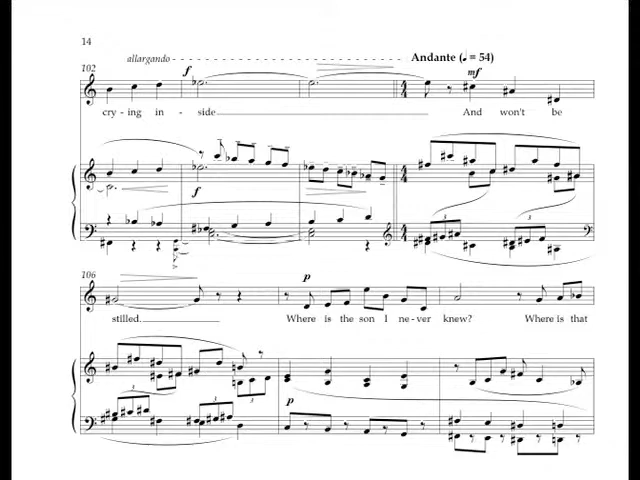 14
allargando
Andante (♩ = 54)
102
f
mf
cry - ing in - side And won't be
f
106
p
stilled. Where is the son I ne - ver knew? Where is that
p